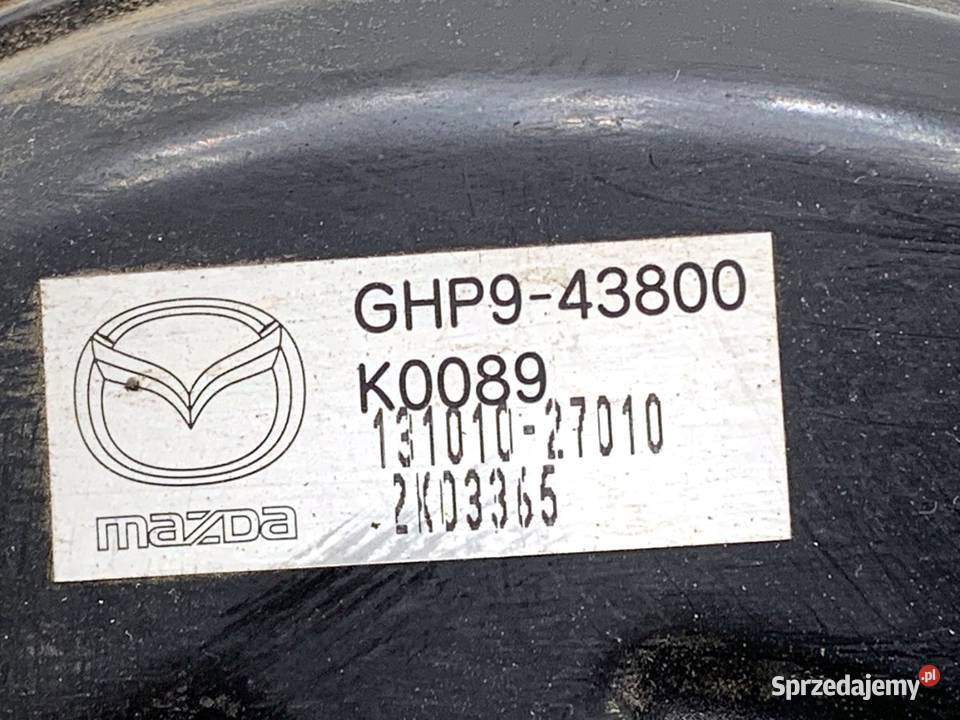 GHP9-43800
K0089
131010-27010
2K03365
mazda
Sprzedajemy.pl